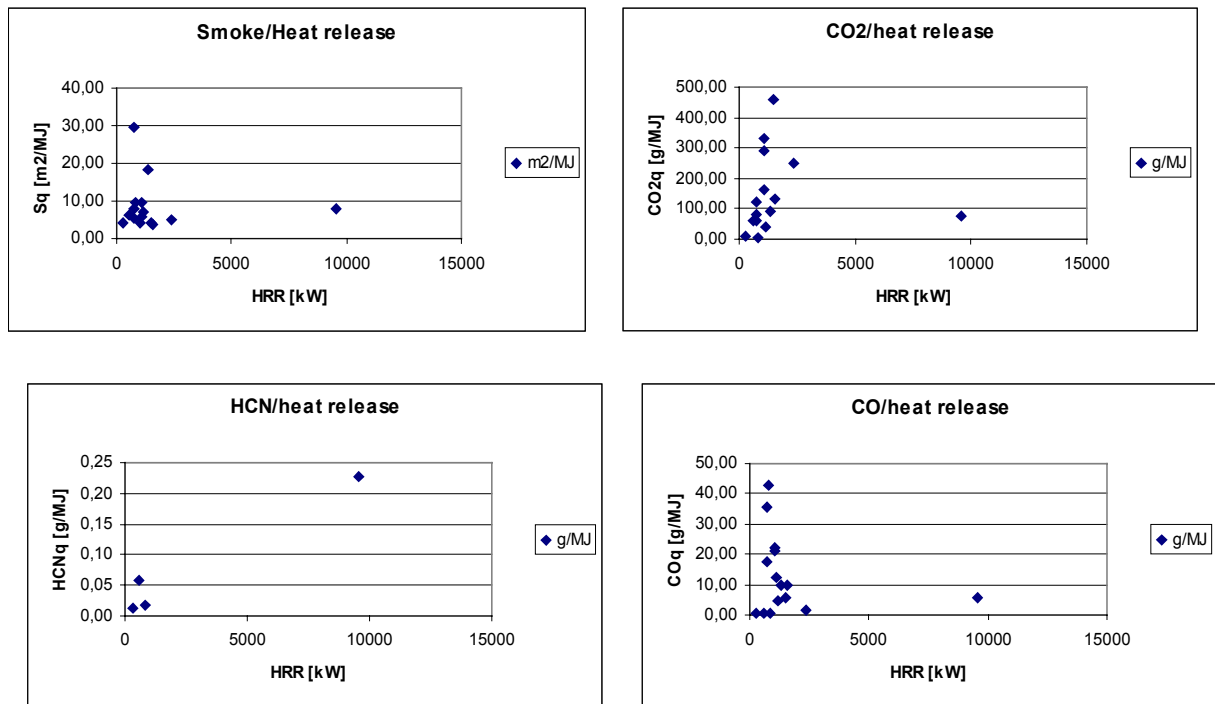 Smoke/Heat release
40,00
30,00
20,00
10,00
0,00
Sq [m2/MJ]
0 5000 10000 15000
HRR [kW]
m2/MJ
CO2/heat release
500,00
400,00
300,00
200,00
100,00
0,00
CO2q [g/MJ]
0 5000 10000 15000
HRR [kW]
g/MJ
HCN/heat release
0,25
0,20
0,15
0,10
0,05
0,00
HCNq [g/MJ]
0 5000 10000 15000
HRR [kW]
g/MJ
CO/heat release
50,00
40,00
30,00
20,00
10,00
0,00
COq [g/MJ]
0 5000 10000 15000
HRR [kW]
g/MJ